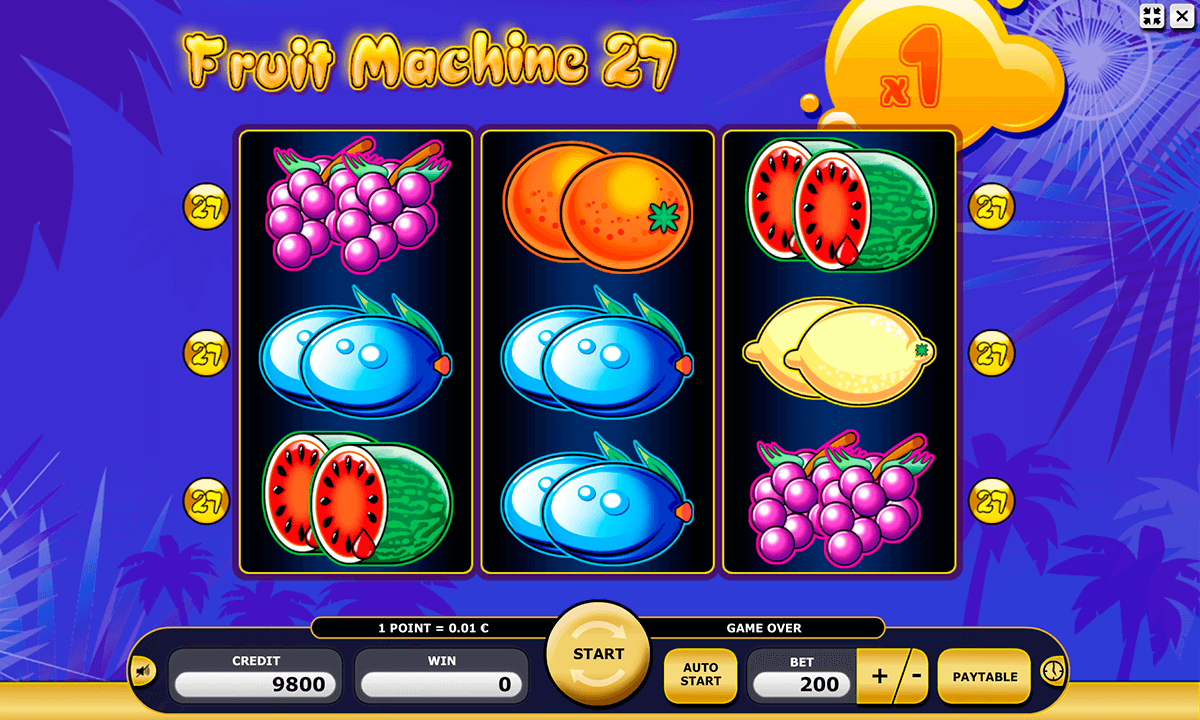 Fruit Machine 27
x1
27
27
27
27
27
27
1 POINT = 0.01 €
GAME OVER
CREDIT
9800
WIN
0
START
AUTO
START
BET
200
+
-
PAYTABLE